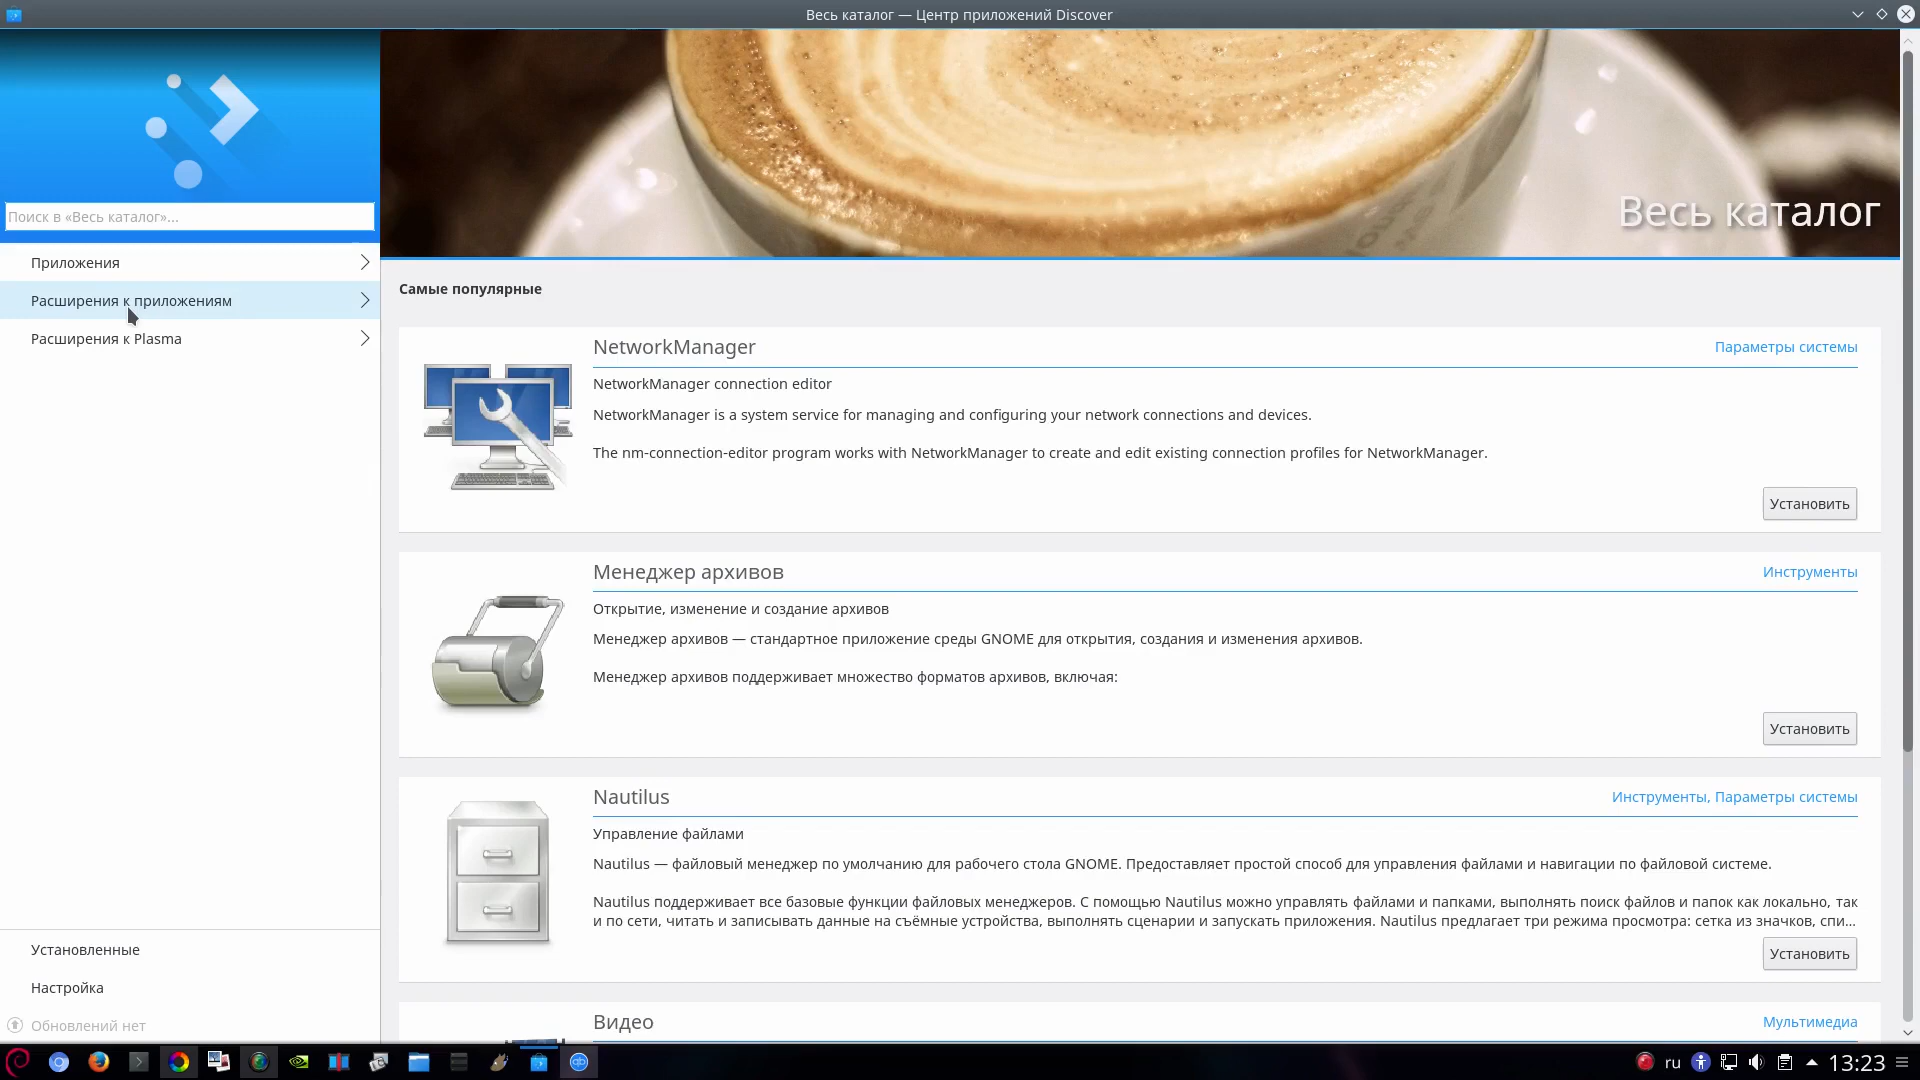 Весь каталог — Центр приложений Discover
Весь каталог
Поиск в «Весь каталог»...
Приложения
Расширения к приложениям
Расширения к Plasma
Установленные
Настройка
Обновлений нет
Самые популярные
NetworkManager
Параметры системы
NetworkManager connection editor
NetworkManager is a system service for managing and configuring your network connections and devices.
The nm-connection-editor program works with NetworkManager to create and edit existing connection profiles for NetworkManager.
Установить
Менеджер архивов
Инструменты
Открытие, изменение и создание архивов
Менеджер архивов — стандартное приложение среды GNOME для открытия, создания и изменения архивов.
Менеджер архивов поддерживает множество форматов архивов, включая:
Установить
Nautilus
Инструменты, Параметры системы
Управление файлами
Nautilus — файловый менеджер по умолчанию для рабочего стола GNOME. Предоставляет простой способ для управления файлами и навигации по файловой системе.
Nautilus поддерживает все базовые функции файловых менеджеров. С помощью Nautilus можно управлять файлами и папками, выполнять поиск файлов и папок как локально, так
и по сети, читать и записывать данные на съёмные устройства, выполнять сценарии и запускать приложения. Nautilus предлагает три режима просмотра: сетка из значков, спи...
Установить
Видео
Мультимедиа
qb
ru
13:23